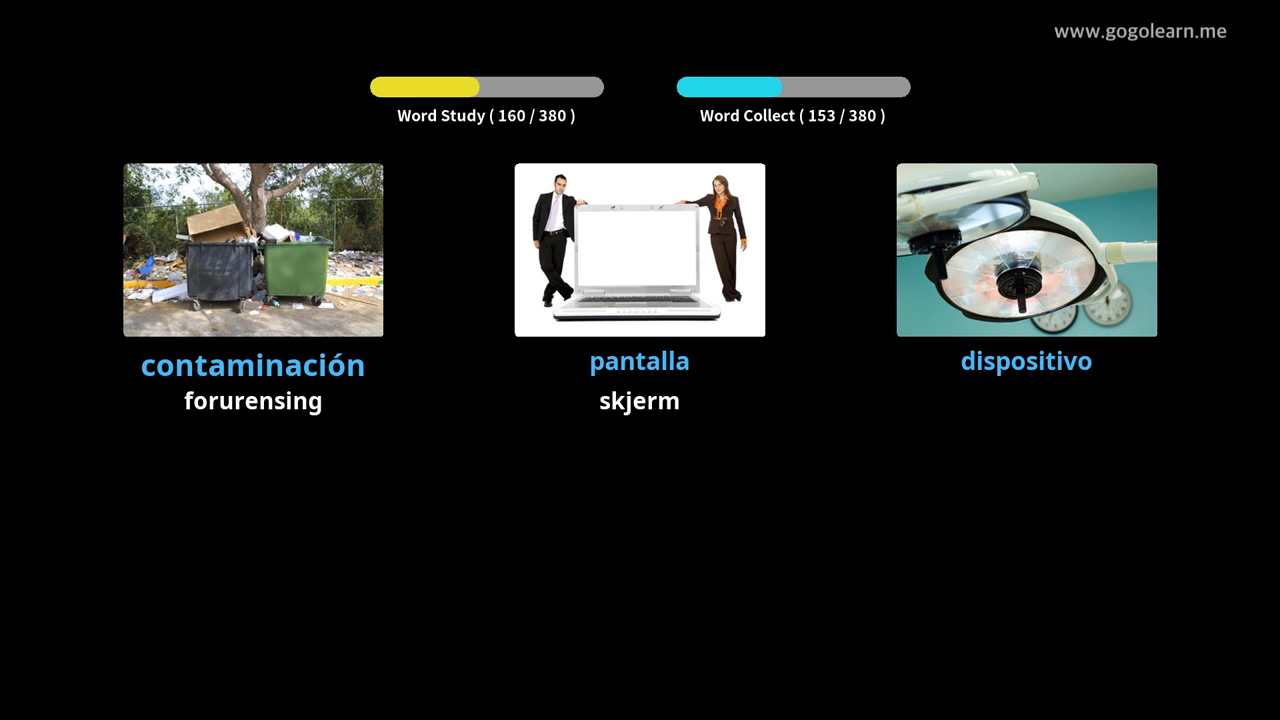 www.gogolearn.me
Word Study ( 160 / 380 )
Word Collect ( 153 / 380 )
contaminación
pantalla
dispositivo
forurensing
skjerm